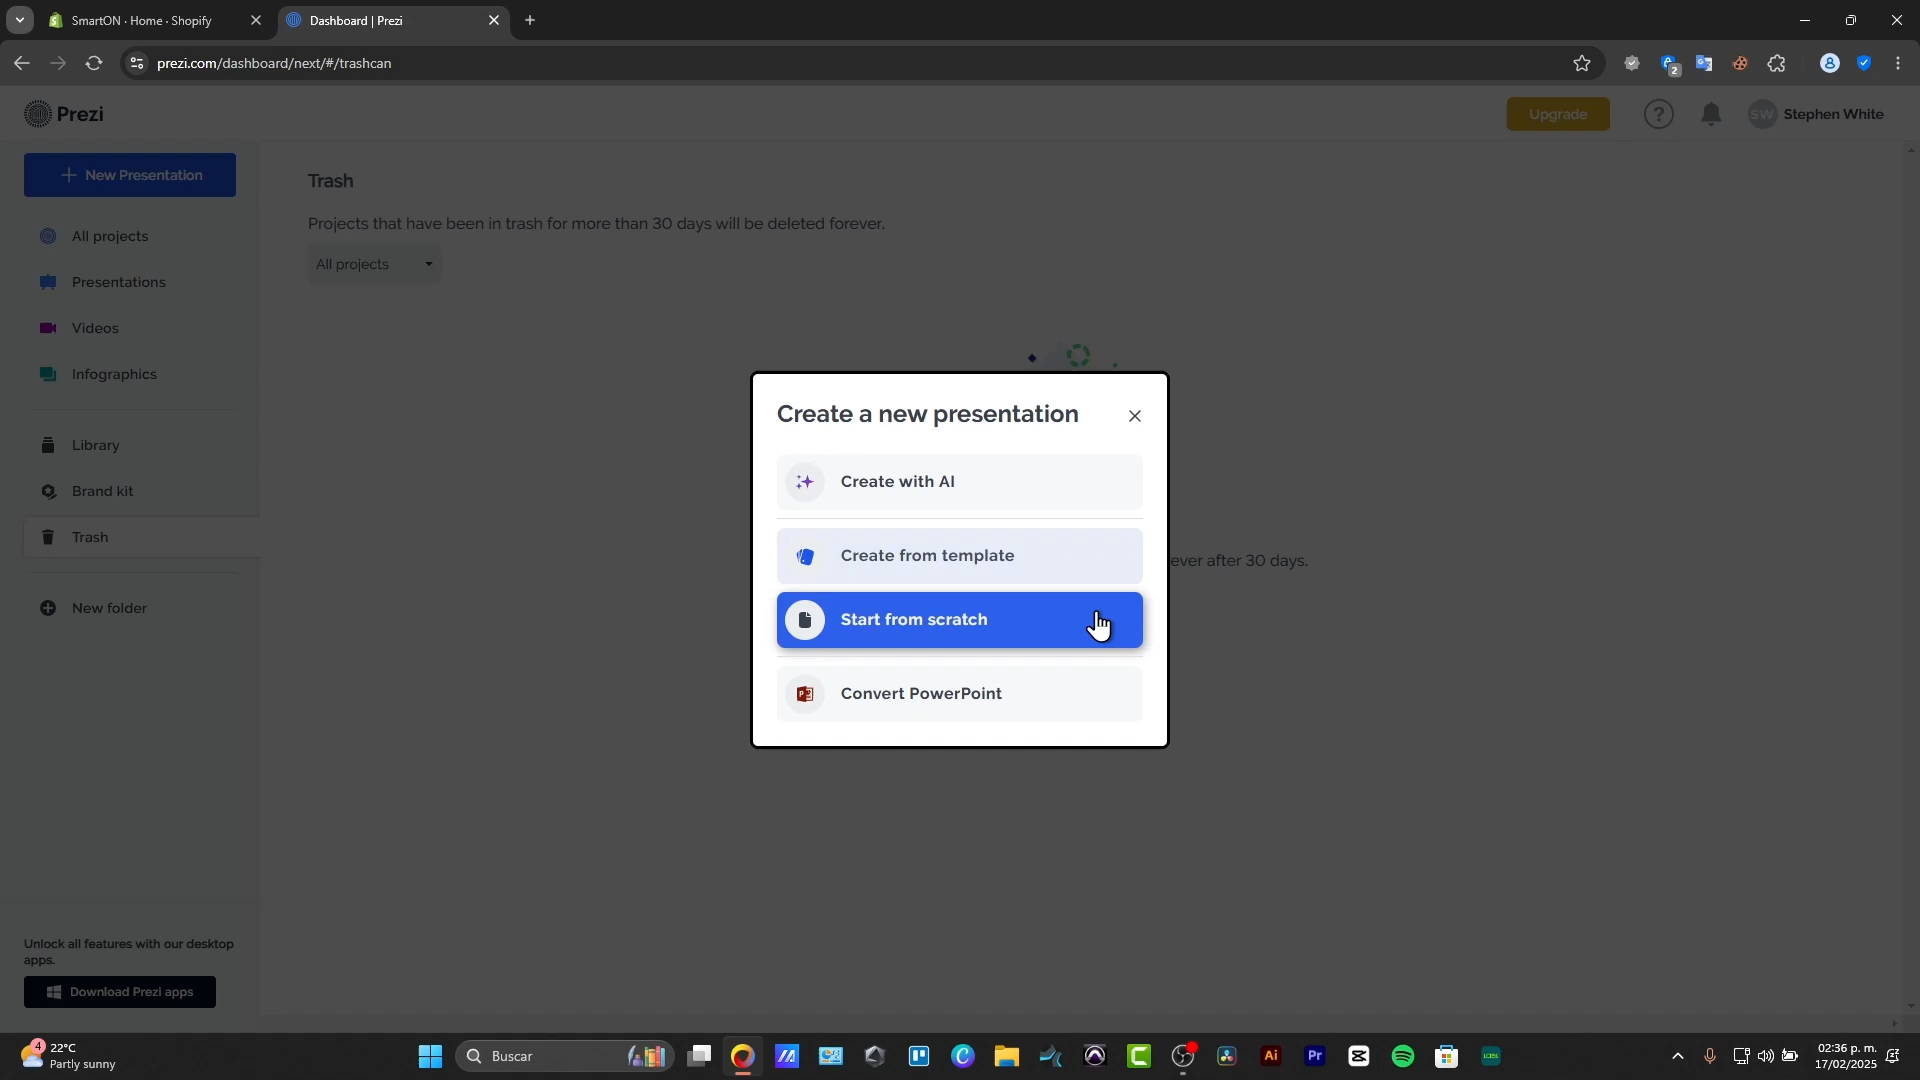 SmartON · Home · Shopify
Dashboard | Prezi
prezi.com/dashboard/next/#/trashcan
2
Prezi
Upgrade
?
SW
Stephen White
New Presentation
All projects
Presentations
Videos
Infographics
Library
Brand kit
Trash
New folder
Trash
Projects that have been in trash for more than 30 days will be deleted forever.
All projects
ever after 30 days.
Create a new presentation
Create with AI
Create from template
Start from scratch
Convert PowerPoint
Unlock all features with our desktop
apps.
Download Prezi apps
4
22°C
Partly sunny
Buscar
Ai
Pr
02:36 p. m.
17/02/2025